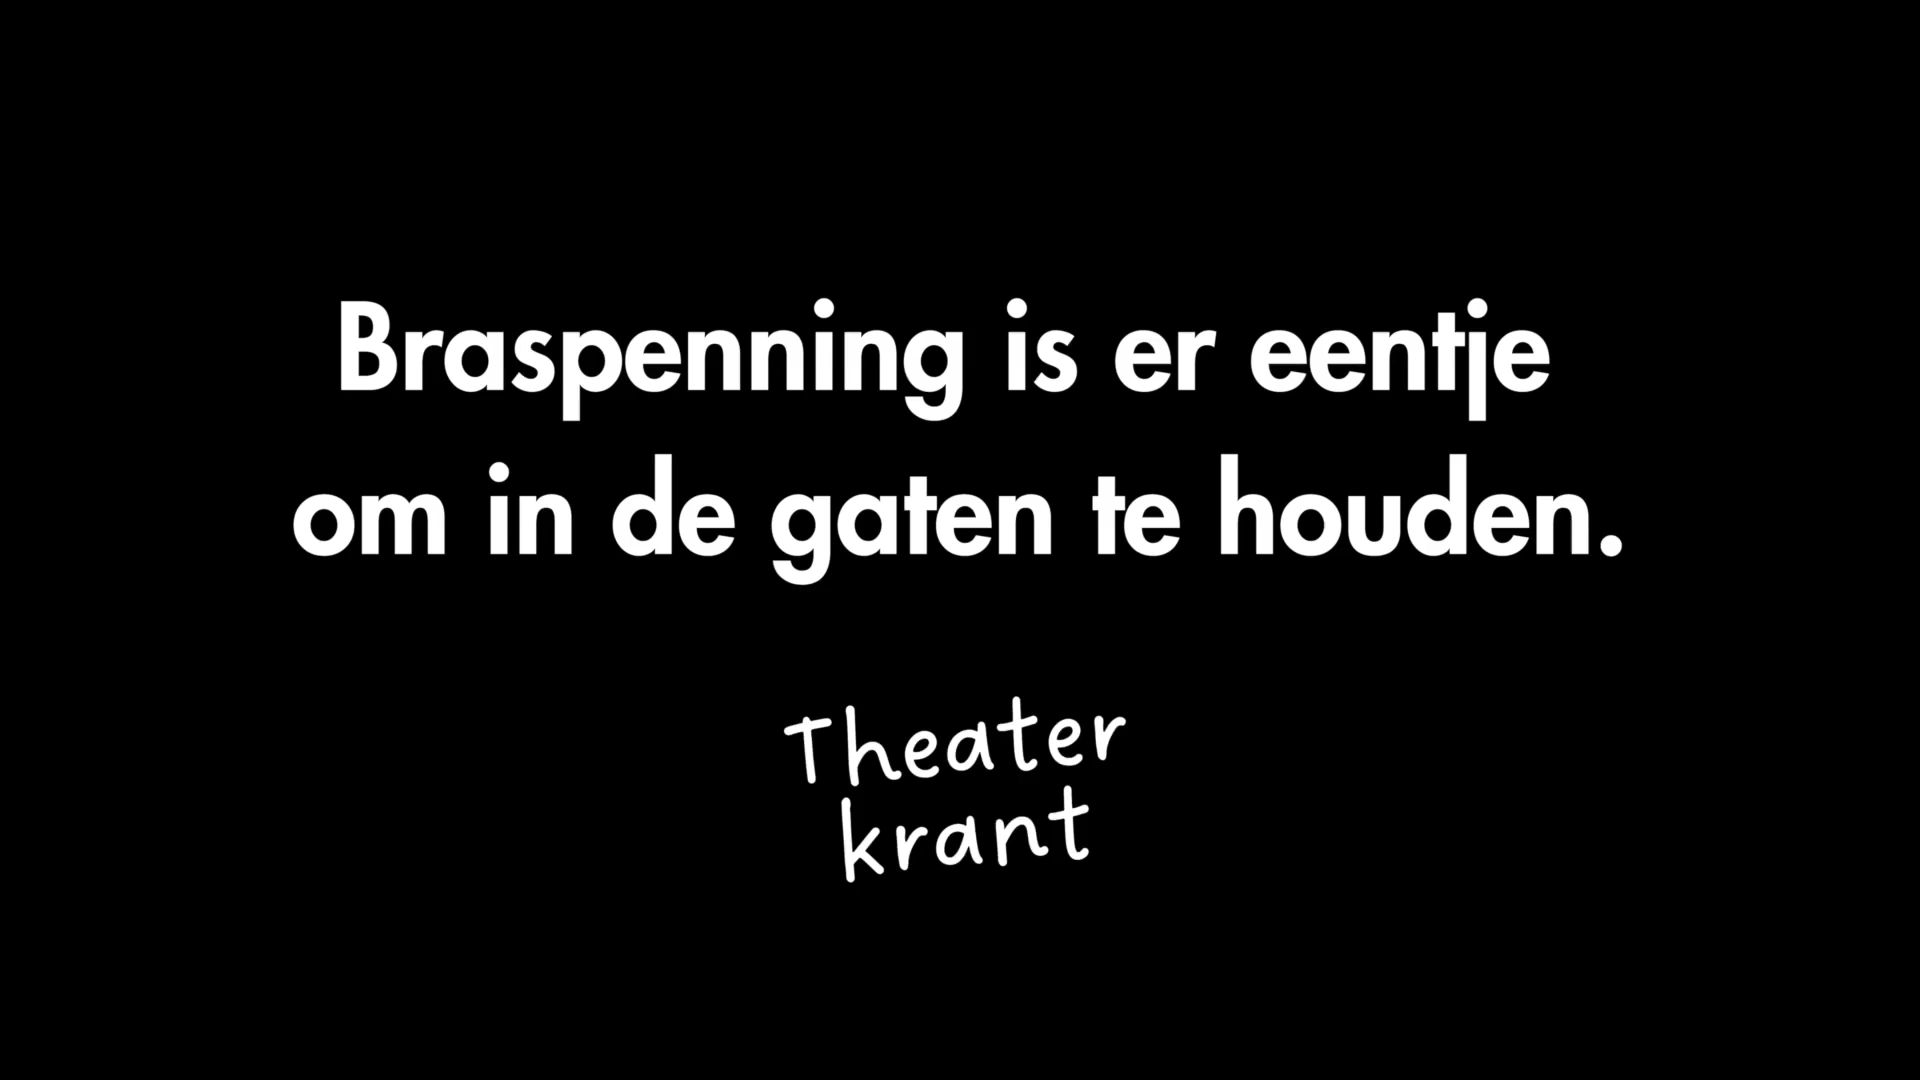 Braspenning is er eentje
om in de gaten te houden.
Theater
krant